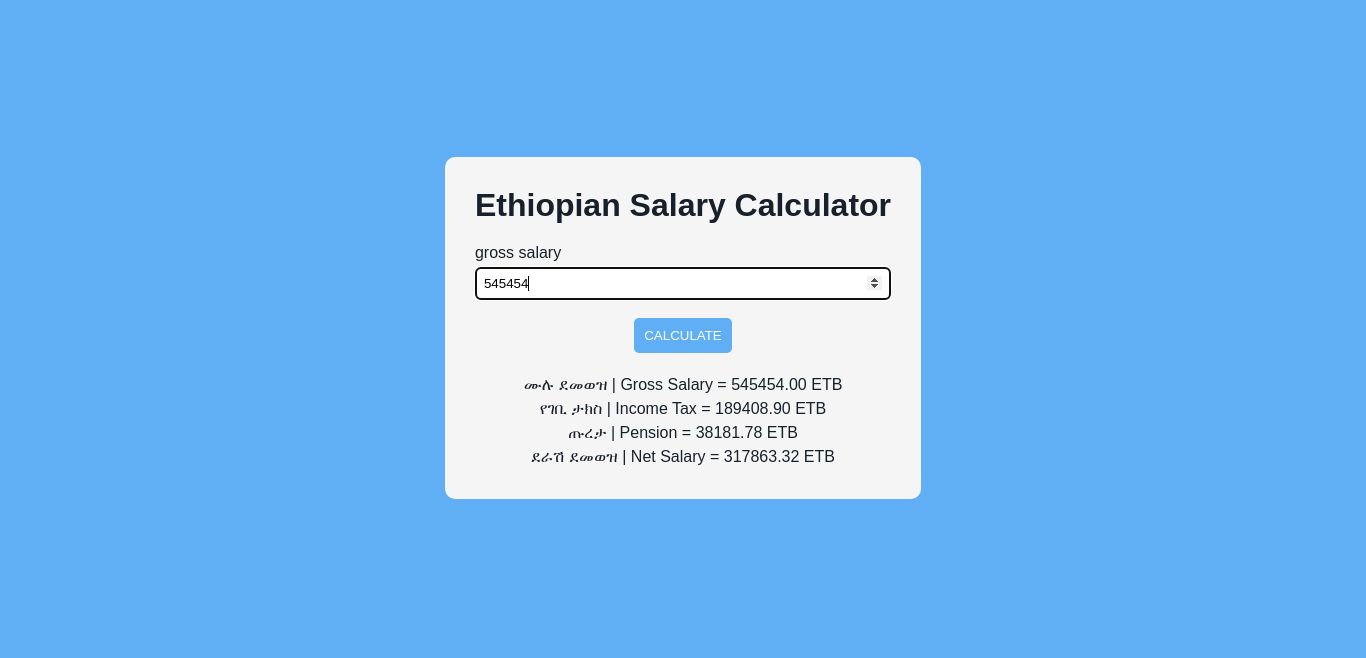 Ethiopian Salary Calculator
gross salary
545454
CALCULATE
ሙሉ ደመወዝ | Gross Salary = 545454.00 ETB
የገቢ ታክስ | Income Tax = 189408.90 ETB
ጡረታ | Pension = 38181.78 ETB
ደራሽ ደመወዝ | Net Salary = 317863.32 ETB